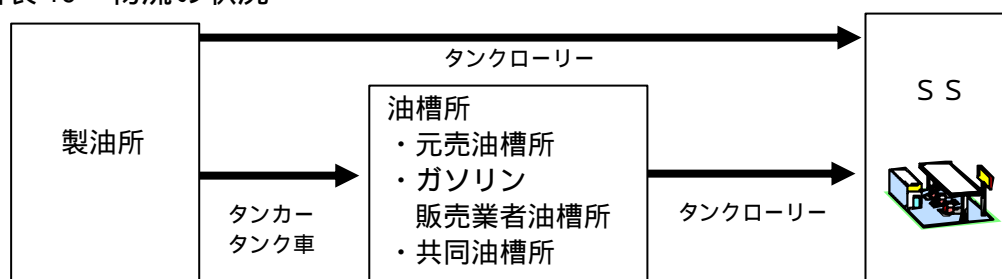 タンクローリー
製油所
油槽所
・元売油槽所
・ガソリン
販売業者油槽所
・共同油槽所
ＳＳ
タンカー
タンク車
タンクローリー